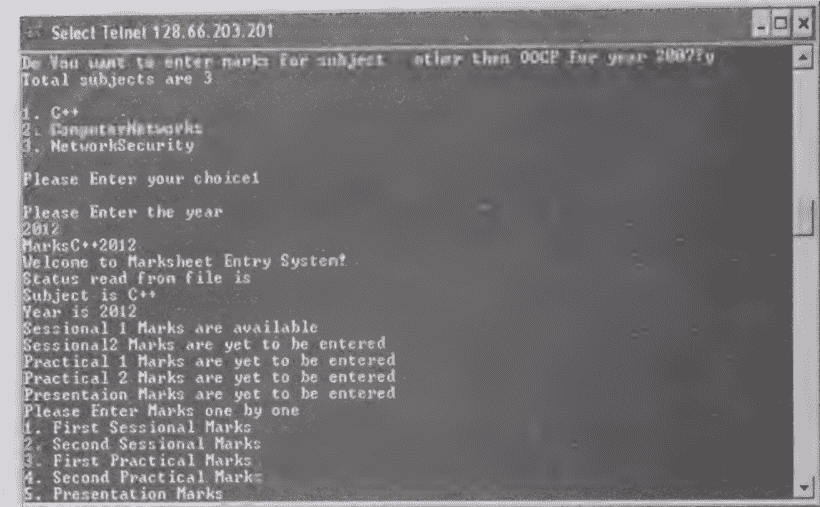 Select Telnet 128.66.203.201
Do You want to enter marks for subject other then OOCP for year 2007?y
Total subjects are 3
1. C++
2. ComputerNetworks
3. NetworkSecurity
Please Enter your choice1
Please Enter the year
2012
MarksC++2012
Welcome to Marksheet Entry System!
Status read from file is
Subject is C++
Year is 2012
Sessional 1 Marks are available
Sessional2 Marks are yet to be entered
Practical 1 Marks are yet to be entered
Practical 2 Marks are yet to be entered
Presentaion Marks are yet to be entered
Please Enter Marks one by one
1. First Sessional Marks
2. Second Sessional Marks
3. First Practical Marks
4. Second Practical Marks
5. Presentation Marks